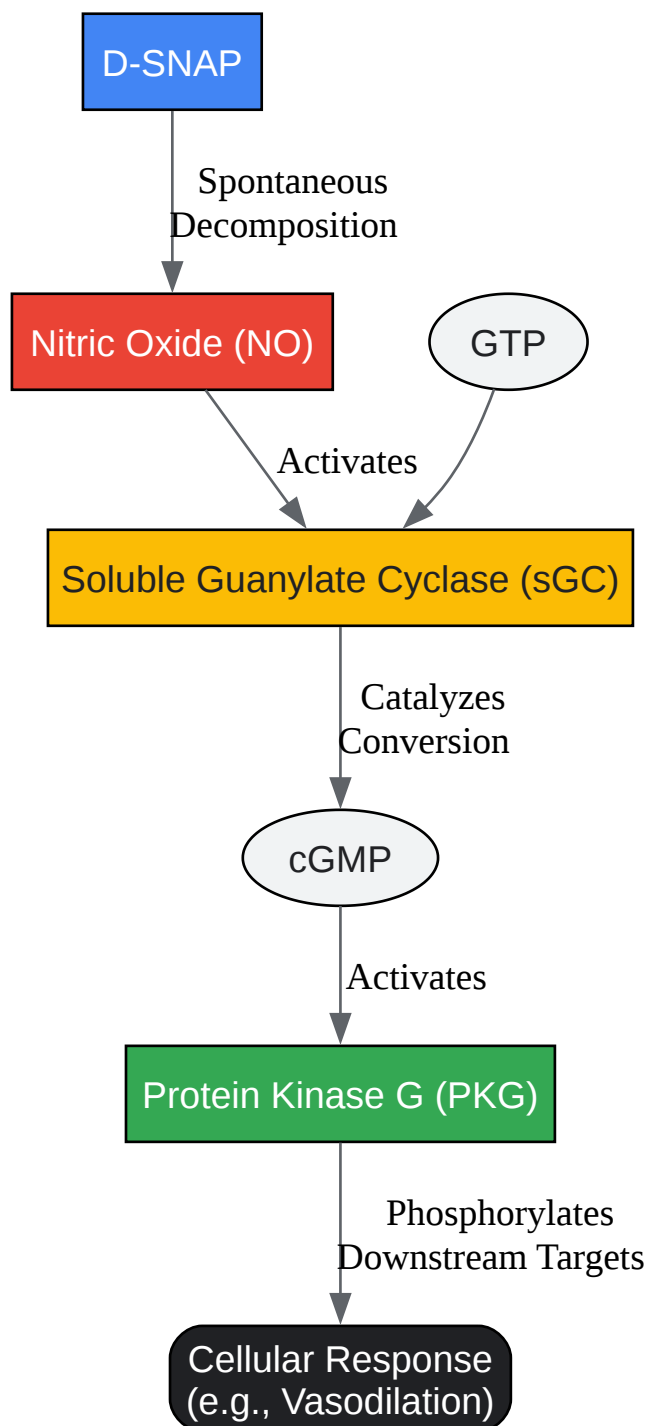 D-SNAP
Spontaneous
Decomposition
Nitric Oxide (NO)
GTP
Activates
Soluble Guanylate Cyclase (sGC)
Catalyzes
Conversion
cGMP
Activates
Protein Kinase G (PKG)
Phosphorylates
Downstream Targets
Cellular Response
(e.g., Vasodilation)